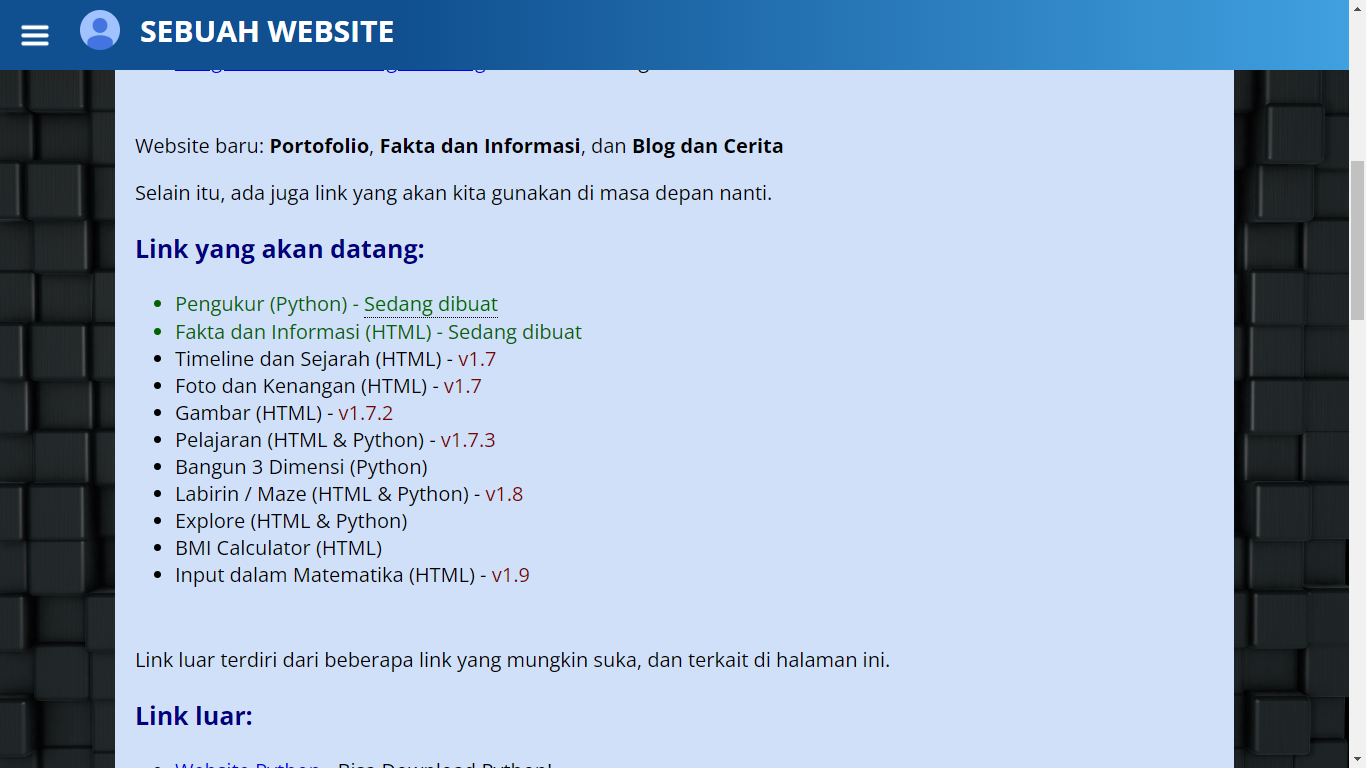 SEBUAH WEBSITE
Website baru: Portofolio, Fakta dan Informasi, dan Blog dan Cerita
Selain itu, ada juga link yang akan kita gunakan di masa depan nanti.
Link yang akan datang:
Pengukur (Python) - Sedang dibuat
Fakta dan Informasi (HTML) - Sedang dibuat
Timeline dan Sejarah (HTML) - v1.7
Foto dan Kenangan (HTML) - v1.7
Gambar (HTML) - v1.7.2
Pelajaran (HTML & Python) - v1.7.3
Bangun 3 Dimensi (Python)
Labirin / Maze (HTML & Python) - v1.8
Explore (HTML & Python)
BMI Calculator (HTML)
Input dalam Matematika (HTML) - v1.9
Link luar terdiri dari beberapa link yang mungkin suka, dan terkait di halaman ini.
Link luar:
Website Python - Bisa Download Python!